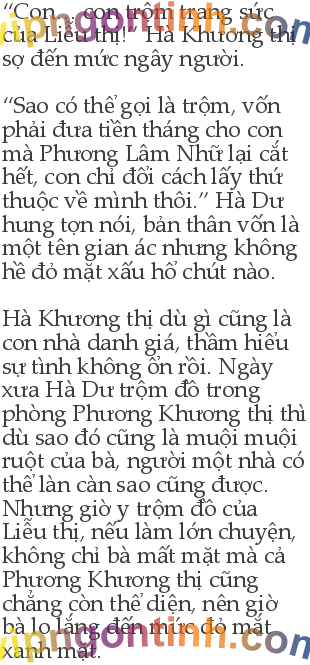 “Con... con trộm trang sức
của Liễu thị!” Hà Khương thị
sợ đến mức ngây người.
“Sao có thể gọi là trộm, vốn
phải đưa tiền tháng cho con
mà Phương Lâm Nhữ lại cắt
hết, con chỉ đổi cách lấy thứ
thuộc về mình thôi.” Hà Dư
hung tợn nói, bản thân vốn là
một tên gian ác nhưng không
hề đỏ mặt xấu hổ chút nào.
Hà Khương thị dù gì cũng là
con nhà danh giá, thầm hiểu
sự tình không ổn rồi. Ngày
xưa Hà Dư trộm đồ trong
phòng Phương Khương thị thì
dù sao đó cũng là muội muội
ruột của bà, người một nhà có
thể làn càn sao cũng được.
Nhưng giờ y trộm đồ của
Liễu thị, nếu làm lớn chuyện,
không chỉ bà mất mặt mà cả
Phương Khương thị cũng
chẳng còn thể diện, nên giờ
bà lo lắng đến mức đỏ mắt
xanh mặt.
vipngontinh.com
vipngontinh.com